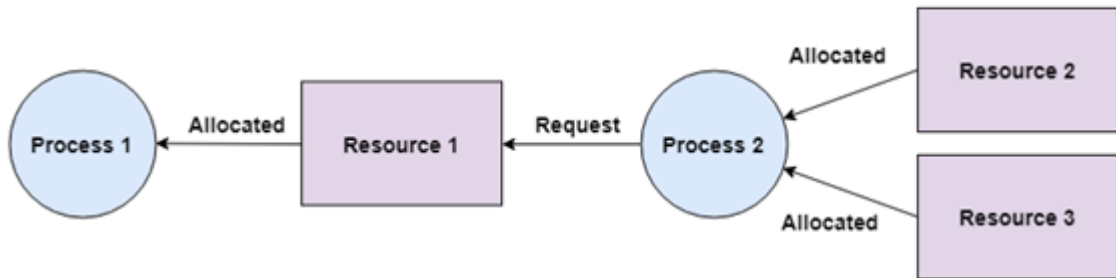 Allocated
Resource 2
Process 1
Allocated
Resource 1
Request
Process 2
Allocated
Resource 3